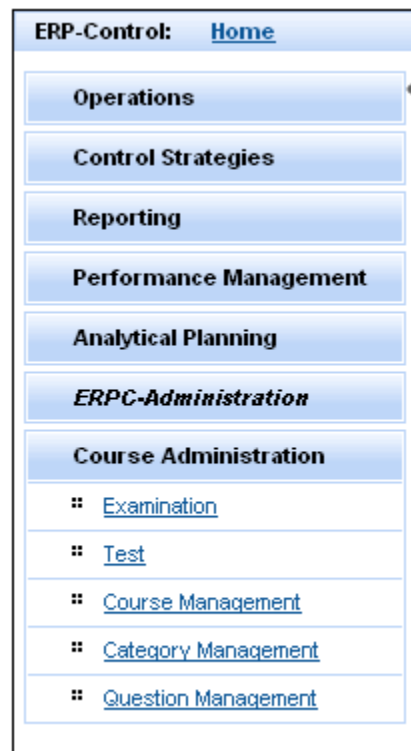 ERP-Control: Home
Operations
Control Strategies
Reporting
Performance Management
Analytical Planning
ERPC-Administration
Course Administration
Examination
Test
Course Management
Category Management
Question Management